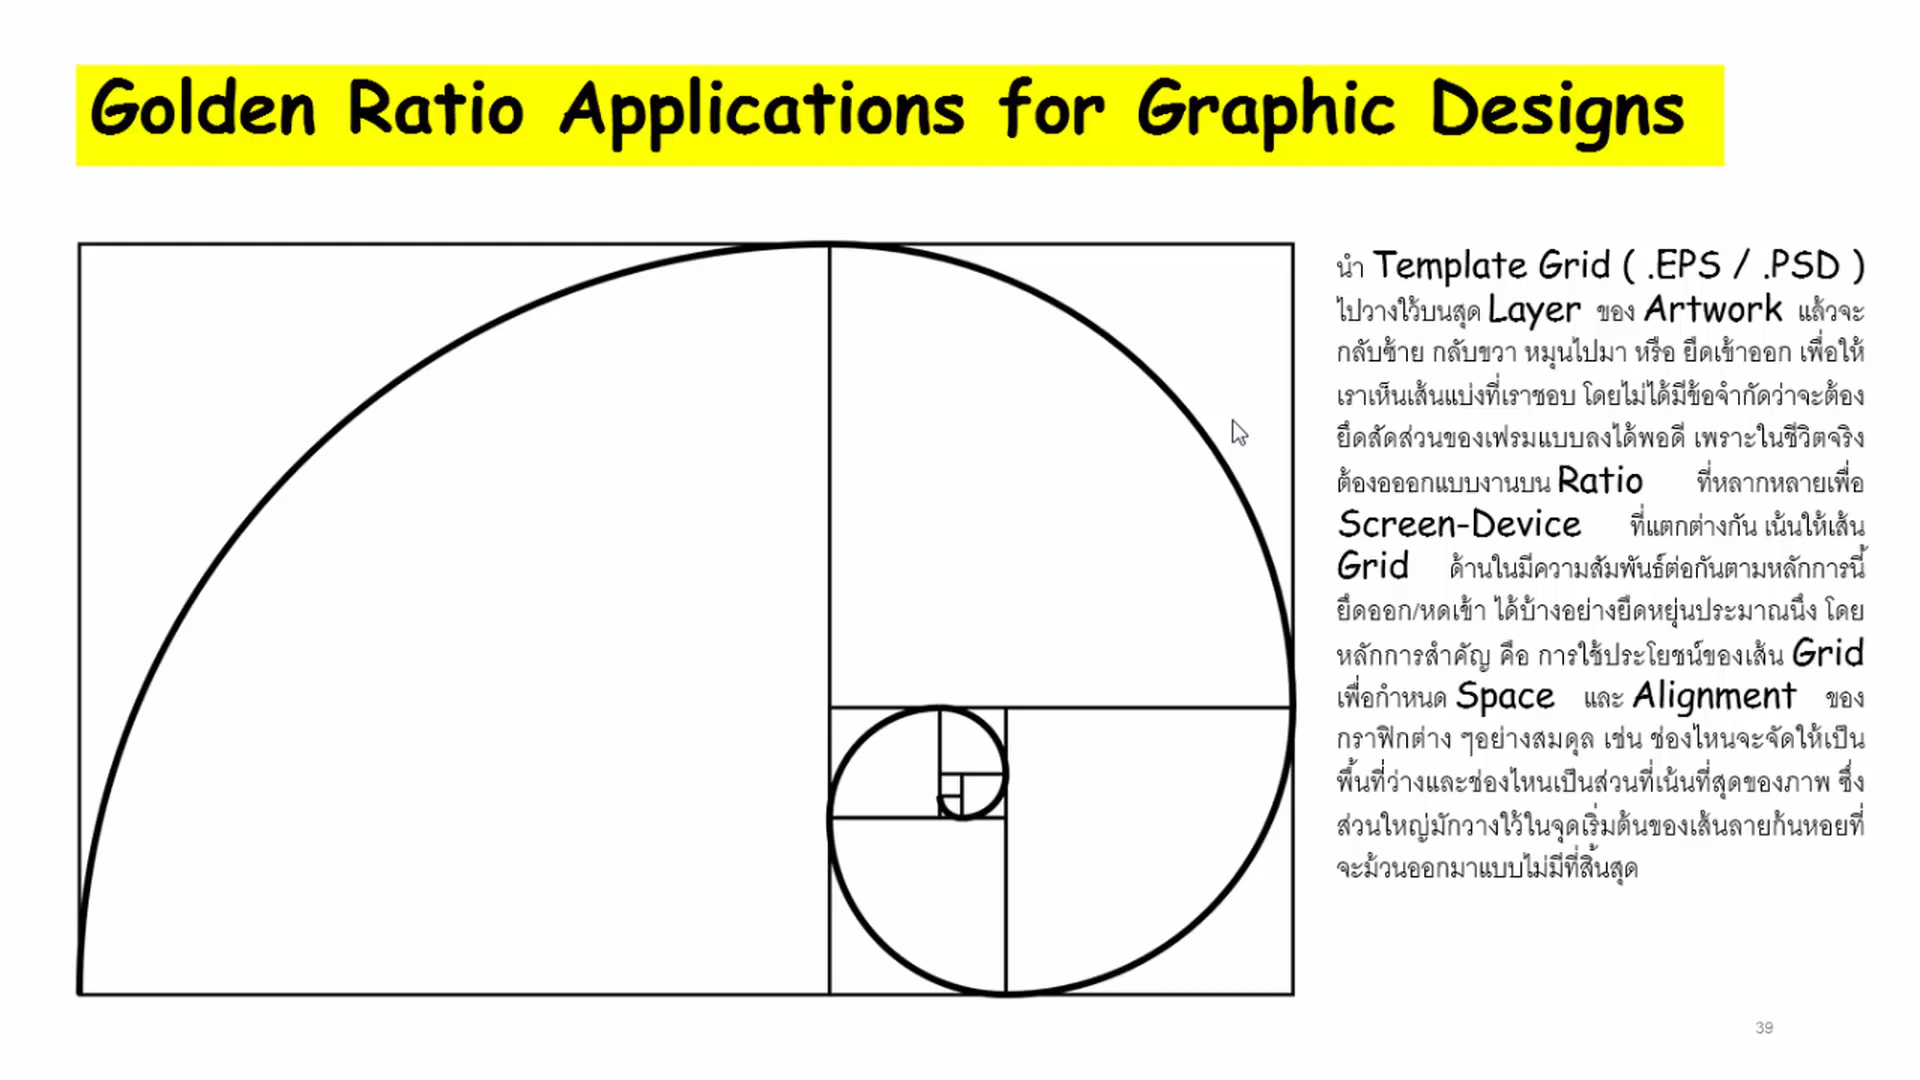 Golden Ratio Applications for Graphic Designs
นำ Template Grid ( .EPS / .PSD )
ไปวางใว้บนสุด Layer ของ Artwork แล้วจะ
กลับซ้าย กลับขวา หมุนไปมา หรือ ยืดเข้าออก เพื่อให้
เราเห็นเส้นแบ่งที่เราชอบ โดยไม่ได้มีข้อจำกัดว่าจะต้อง
ยึดสัดส่วนของเฟรมแบบลงได้พอดี เพราะในชีวิตจริง
ต้องอออกแบบงานบน Ratio ที่หลากหลายเพื่อ
Screen-Device ที่แตกต่างกัน เน้นให้เส้น
Grid ด้านในมีความสัมพันธ์ต่อกันตามหลักการนี้
ยืดออก/หดเข้า ได้บ้างอย่างยืดหยุ่นประมาณนึง โดย
หลักการสำคัญ คือ การใช้ประโยชน์ของเส้น Grid
เพื่อกำหนด Space และ Alignment ของ
กราฟิกต่าง ๆอย่างสมดุล เช่น ช่องไหนจะจัดให้เป็น
พื้นที่ว่างและช่องไหนเป็นส่วนที่เน้นที่สุดของภาพ ซึ่ง
ส่วนใหญ่มักวางใว้ในจุดเริ่มต้นของเส้นลายก้นหอยที่
จะม้วนออกมาแบบไม่มีที่สิ้นสุด
39